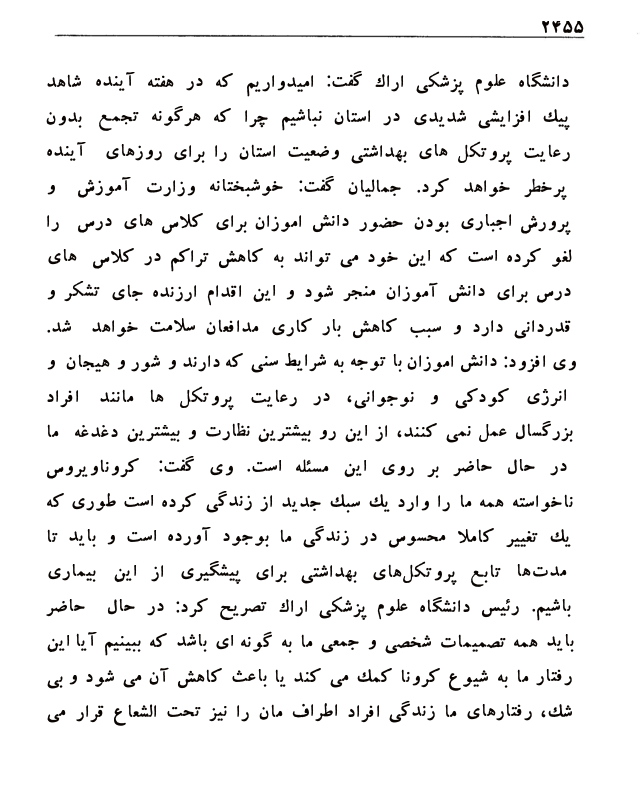 ۲۴۵۵
دانشگاه علوم پزشکی اراك گفت: امیدواریم که در هفته آینده شاهد
پیك افزایشی شدیدی در استان نباشیم چرا که هرگونه تجمع بدون
رعایت پروتکل های بهداشتی وضعیت استان را برای روزهای آینده
پرخطر خواهد کرد. جمالیان گفت: خوشبختانه وزارت آموزش و
پرورش اجباری بودن حضور دانش اموزان برای کلاس های درس را
لغو کرده است که این خود می تواند به کاهش تراکم در کلاس های
درس برای دانش آموزان منجر شود و این اقدام ارزنده جای تشکر و
قدردانی دارد و سبب کاهش بار کاری مدافعان سلامت خواهد شد.
وی افزود: دانش اموزان با توجه به شرایط سنی که دارند و شور و هیجان و
انرژی کودکی و نوجوانی، در رعایت پروتکل ها مانند افراد
بزرگسال عمل نمی کنند، از این رو بیشترین نظارت و بیشترین دغدغه ما
در حال حاضر بر روی این مسئله است. وی گفت: کروناویروس
ناخواسته همه ما را وارد یك سبك جدید از زندگی کرده است طوری که
یك تغییر کاملا محسوس در زندگی ما بوجود آورده است و باید تا
مدت‌ها تابع پروتکل‌های بهداشتی برای پیشگیری از این بیماری
باشیم. رئیس دانشگاه علوم پزشکی اراك تصریح کرد: در حال حاضر
باید همه تصمیمات شخصی و جمعی ما به گونه ای باشد که ببینیم آیا این
رفتار ما به شیوع کرونا کمك می کند یا باعث کاهش آن می شود و بی
شك، رفتارهای ما زندگی افراد اطراف مان را نیز تحت الشعاع قرار می